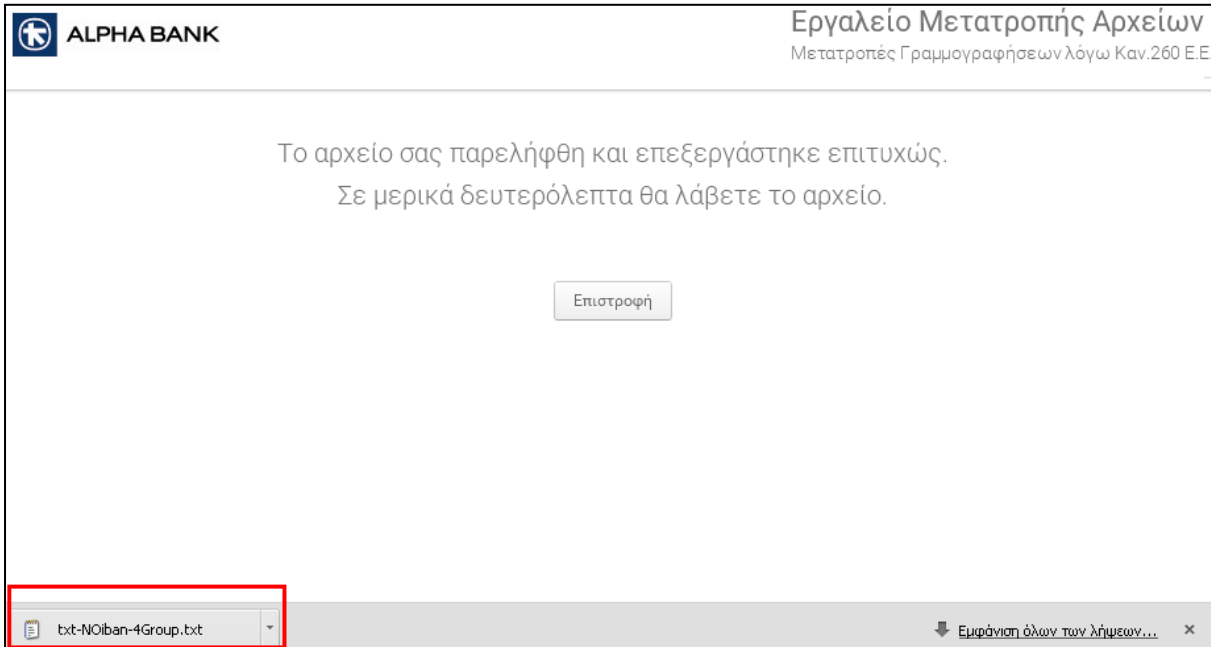 ALPHA BANK
Εργαλείο Μετατροπής Αρχείων
Μετατροπές Γραμμογραφήσεων λόγω Καν.260 Ε.Ε
Το αρχείο σας παρελήφθη και επεξεργάστηκε επιτυχώς.
Σε μερικά δευτερόλεπτα θα λάβετε το αρχείο.
Επιστροφή
txt-NOiban-4Group.txt
Εμφάνιση όλων των λήψεων...